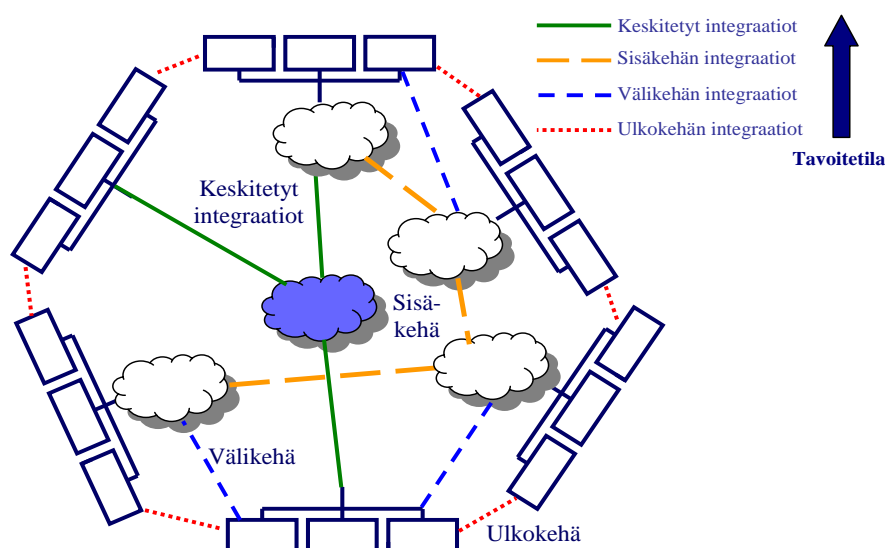 Keskitetyt integraatiot
Sisäkehän integraatiot
Välikehän integraatiot
Ulkokehän integraatiot
Tavoitetila
Keskitetyt
integraatiot
Sisä-
kehä
Välikehä
Ulkokehä